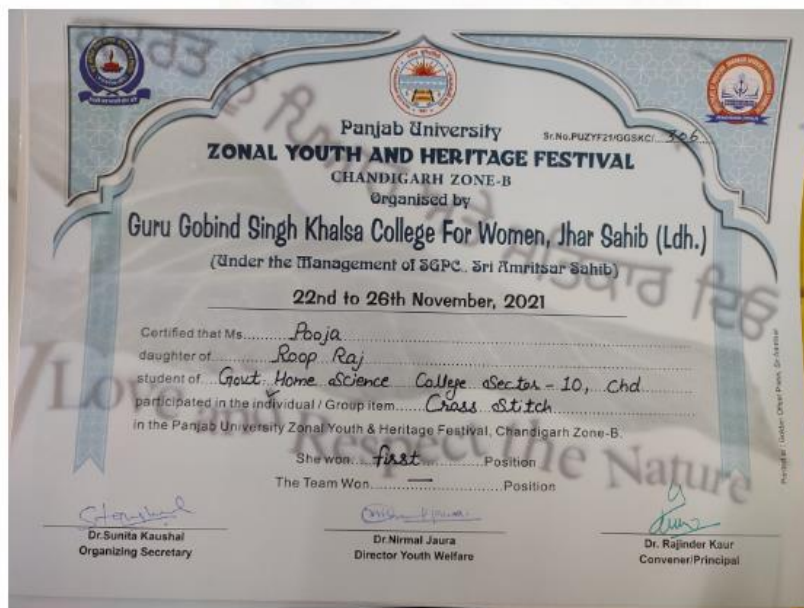 Panjab University
Sr.No.PUZYF21/GGSKC/ 306
ZONAL YOUTH AND HERITAGE FESTIVAL
CHANDIGARH ZONE-B
Organised by
Guru Gobind Singh Khalsa College For Women, Jhar Sahib (Ldh.)
(Under the Management of SGPC.. Sri Amritsar Sahib)
22nd to 26th November, 2021
Certified that Ms. Pooja
daughter of Roop Raj
student of Govt. Home Science College Sector - 10, Chd
participated in the individual / Group item Cross Stitch
in the Panjab University Zonal Youth & Heritage Festival, Chandigarh Zone-B.
She won first Position
The Team Won — Position
Love and Respect the Nature
Dr.Sunita Kaushal
Organizing Secretary
Dr.Nirmal Jaura
Director Youth Welfare
Dr. Rajinder Kaur
Convener/Principal